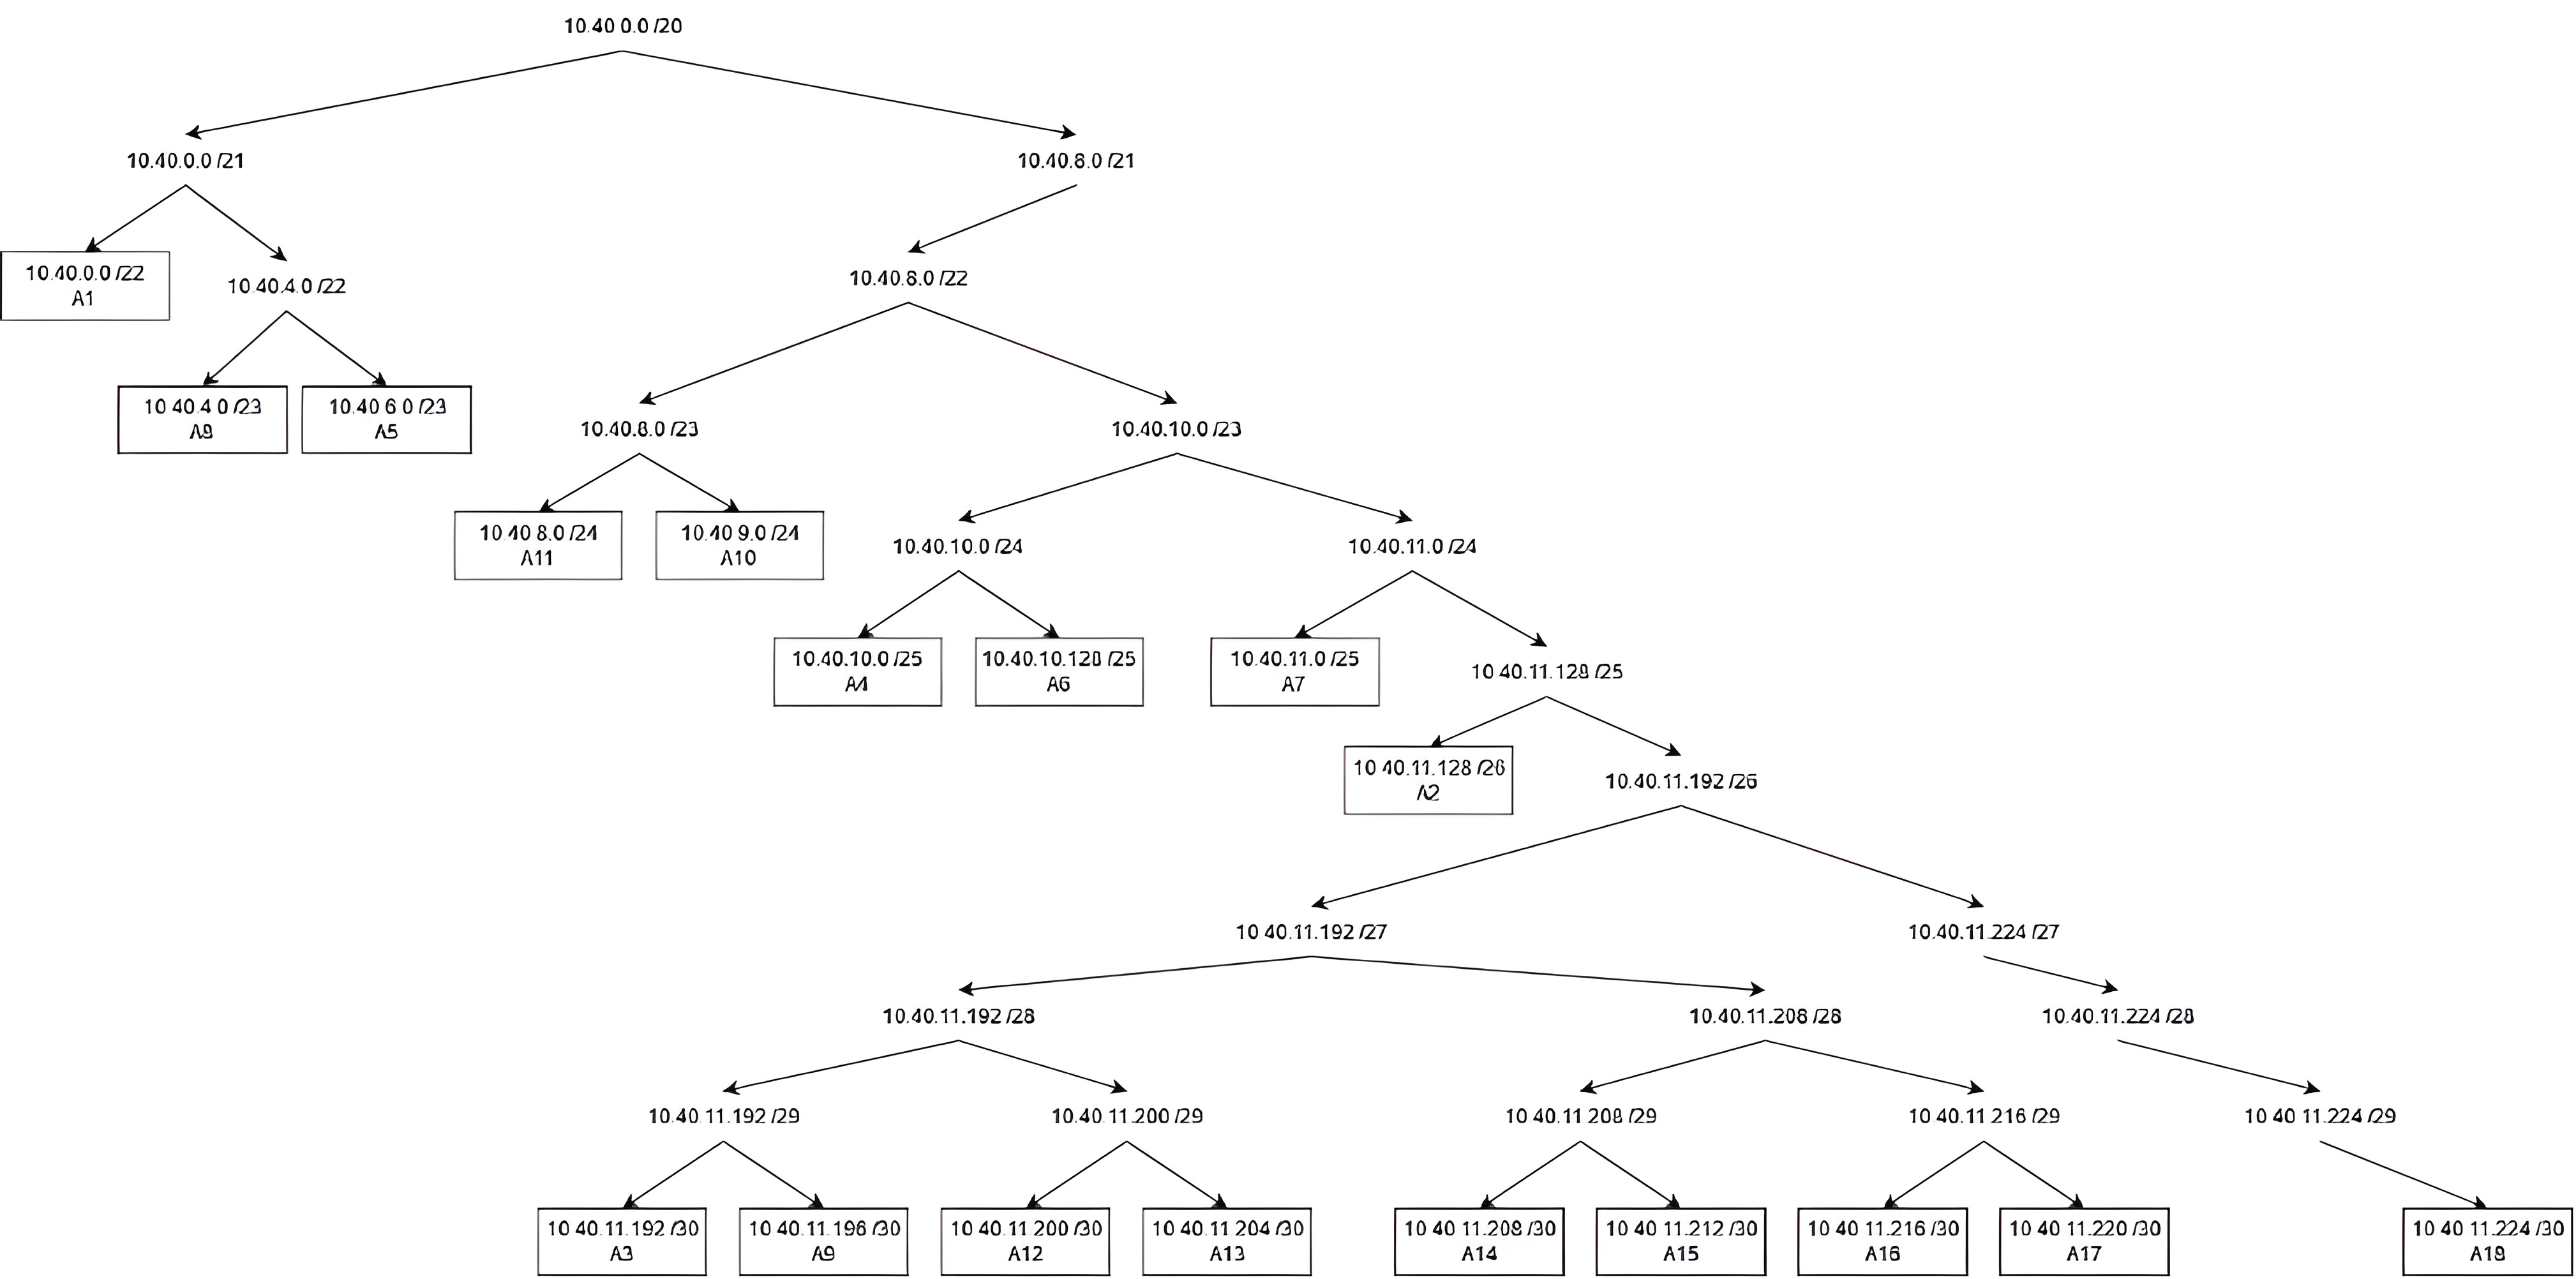 10.40 0.0 /20
10.40.0.0 /21
10.40.8.0 /21
10.40.0.0 /22
A1
10.40.4.0 /22
10.40.8.0 /22
10 40.4 0 /23
A8
10.40 6 0 /23
A5
10.40.8.0 /23
10.40.10.0 /23
10 40 8.0 /24
A11
10.40 9.0 /24
A10
10.40.10.0 /24
10.40.11.0 /24
10.40.10.0 /25
A4
10.40.10.128 /25
A6
10.40.11.0 /25
A7
10 40.11.128 /25
10 40.11.128 /26
A2
10.40.11.192 /26
10 40.11.192 /27
10.40.11.224 /27
10.40.11.192 /28
10.40.11.208 /28
10.40.11.224 /28
10.40 11.192 /29
10.40.11.200 /29
10 40.11 208 /29
10.40.11 216 /29
10 40 11.224 /29
10 40.11.192 /30
A3
10 40.11.196 /30
A9
10 40.11 200 /30
A12
10 40.11 204 /30
A13
10 40 11.208 /30
A14
10 40 11.212 /30
A15
10 40 11.216 /30
A16
10 40 11.220 /30
A17
10 40 11.224 /30
A18